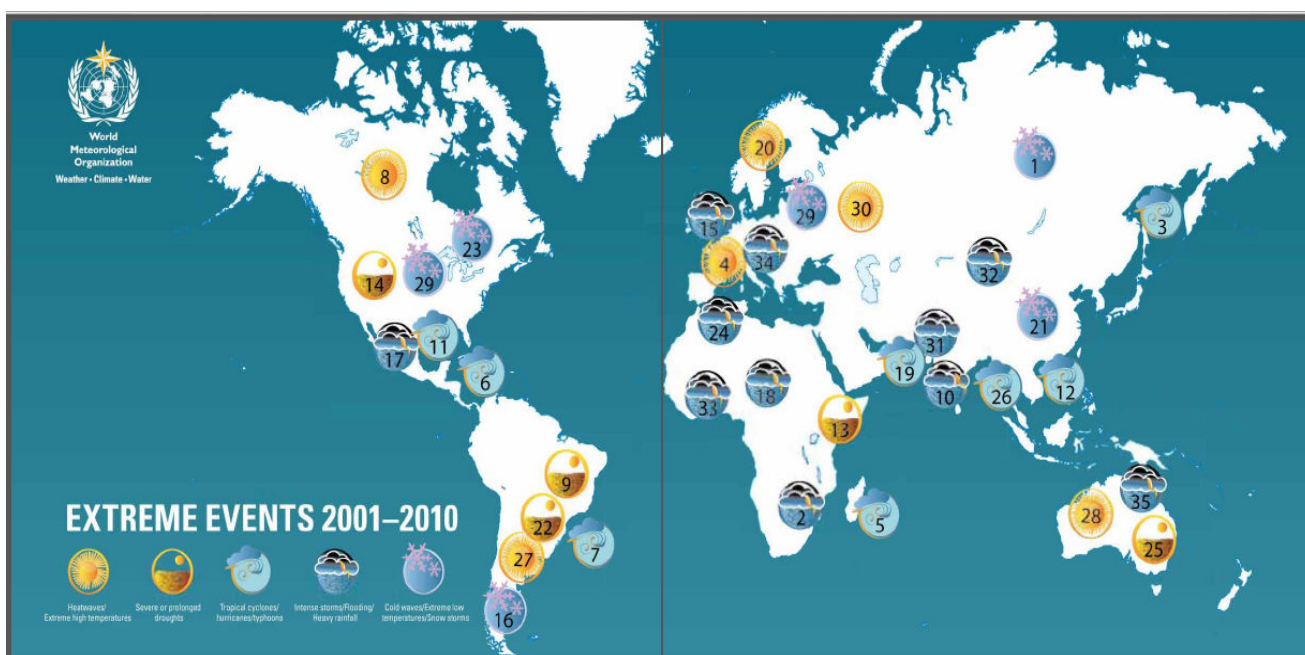 World
Meteorological
Organization
Weather • Climate • Water
20
8
1
15
29
30
3
23
34
4
14
29
32
24
21
17
11
31
19
6
33
18
10
26
12
13
9
2
5
35
28
22
7
25
27
16
EXTREME EVENTS 2001–2010
Heatwaves/
Extreme high temperatures
Severe or prolonged
droughts
Tropical cyclones/
hurricanes/typhoons
Intense storms/Flooding/
Heavy rainfall
Cold waves/Extreme low
temperatures/Snow storms